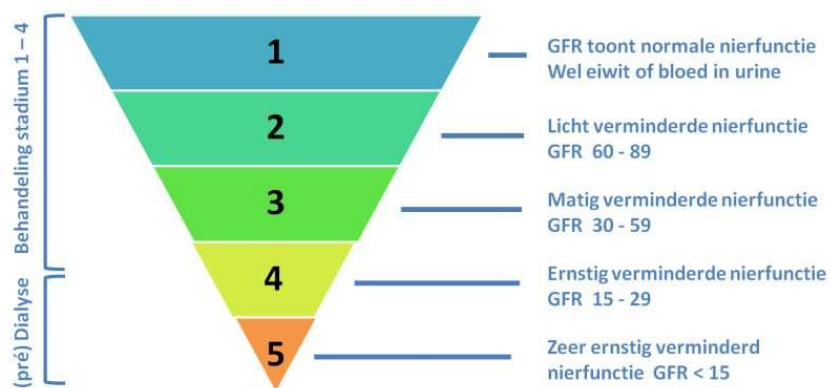 Behandeling stadium 1 – 4
(pré) Dialyse
1
GFR toont normale nierfunctie
Wel eiwit of bloed in urine
2
Licht verminderde nierfunctie
GFR 60 - 89
3
Matig verminderde nierfunctie
GFR 30 - 59
4
Ernstig verminderde nierfunctie
GFR 15 - 29
5
Zeer ernstig verminderd
nierfunctie GFR < 15